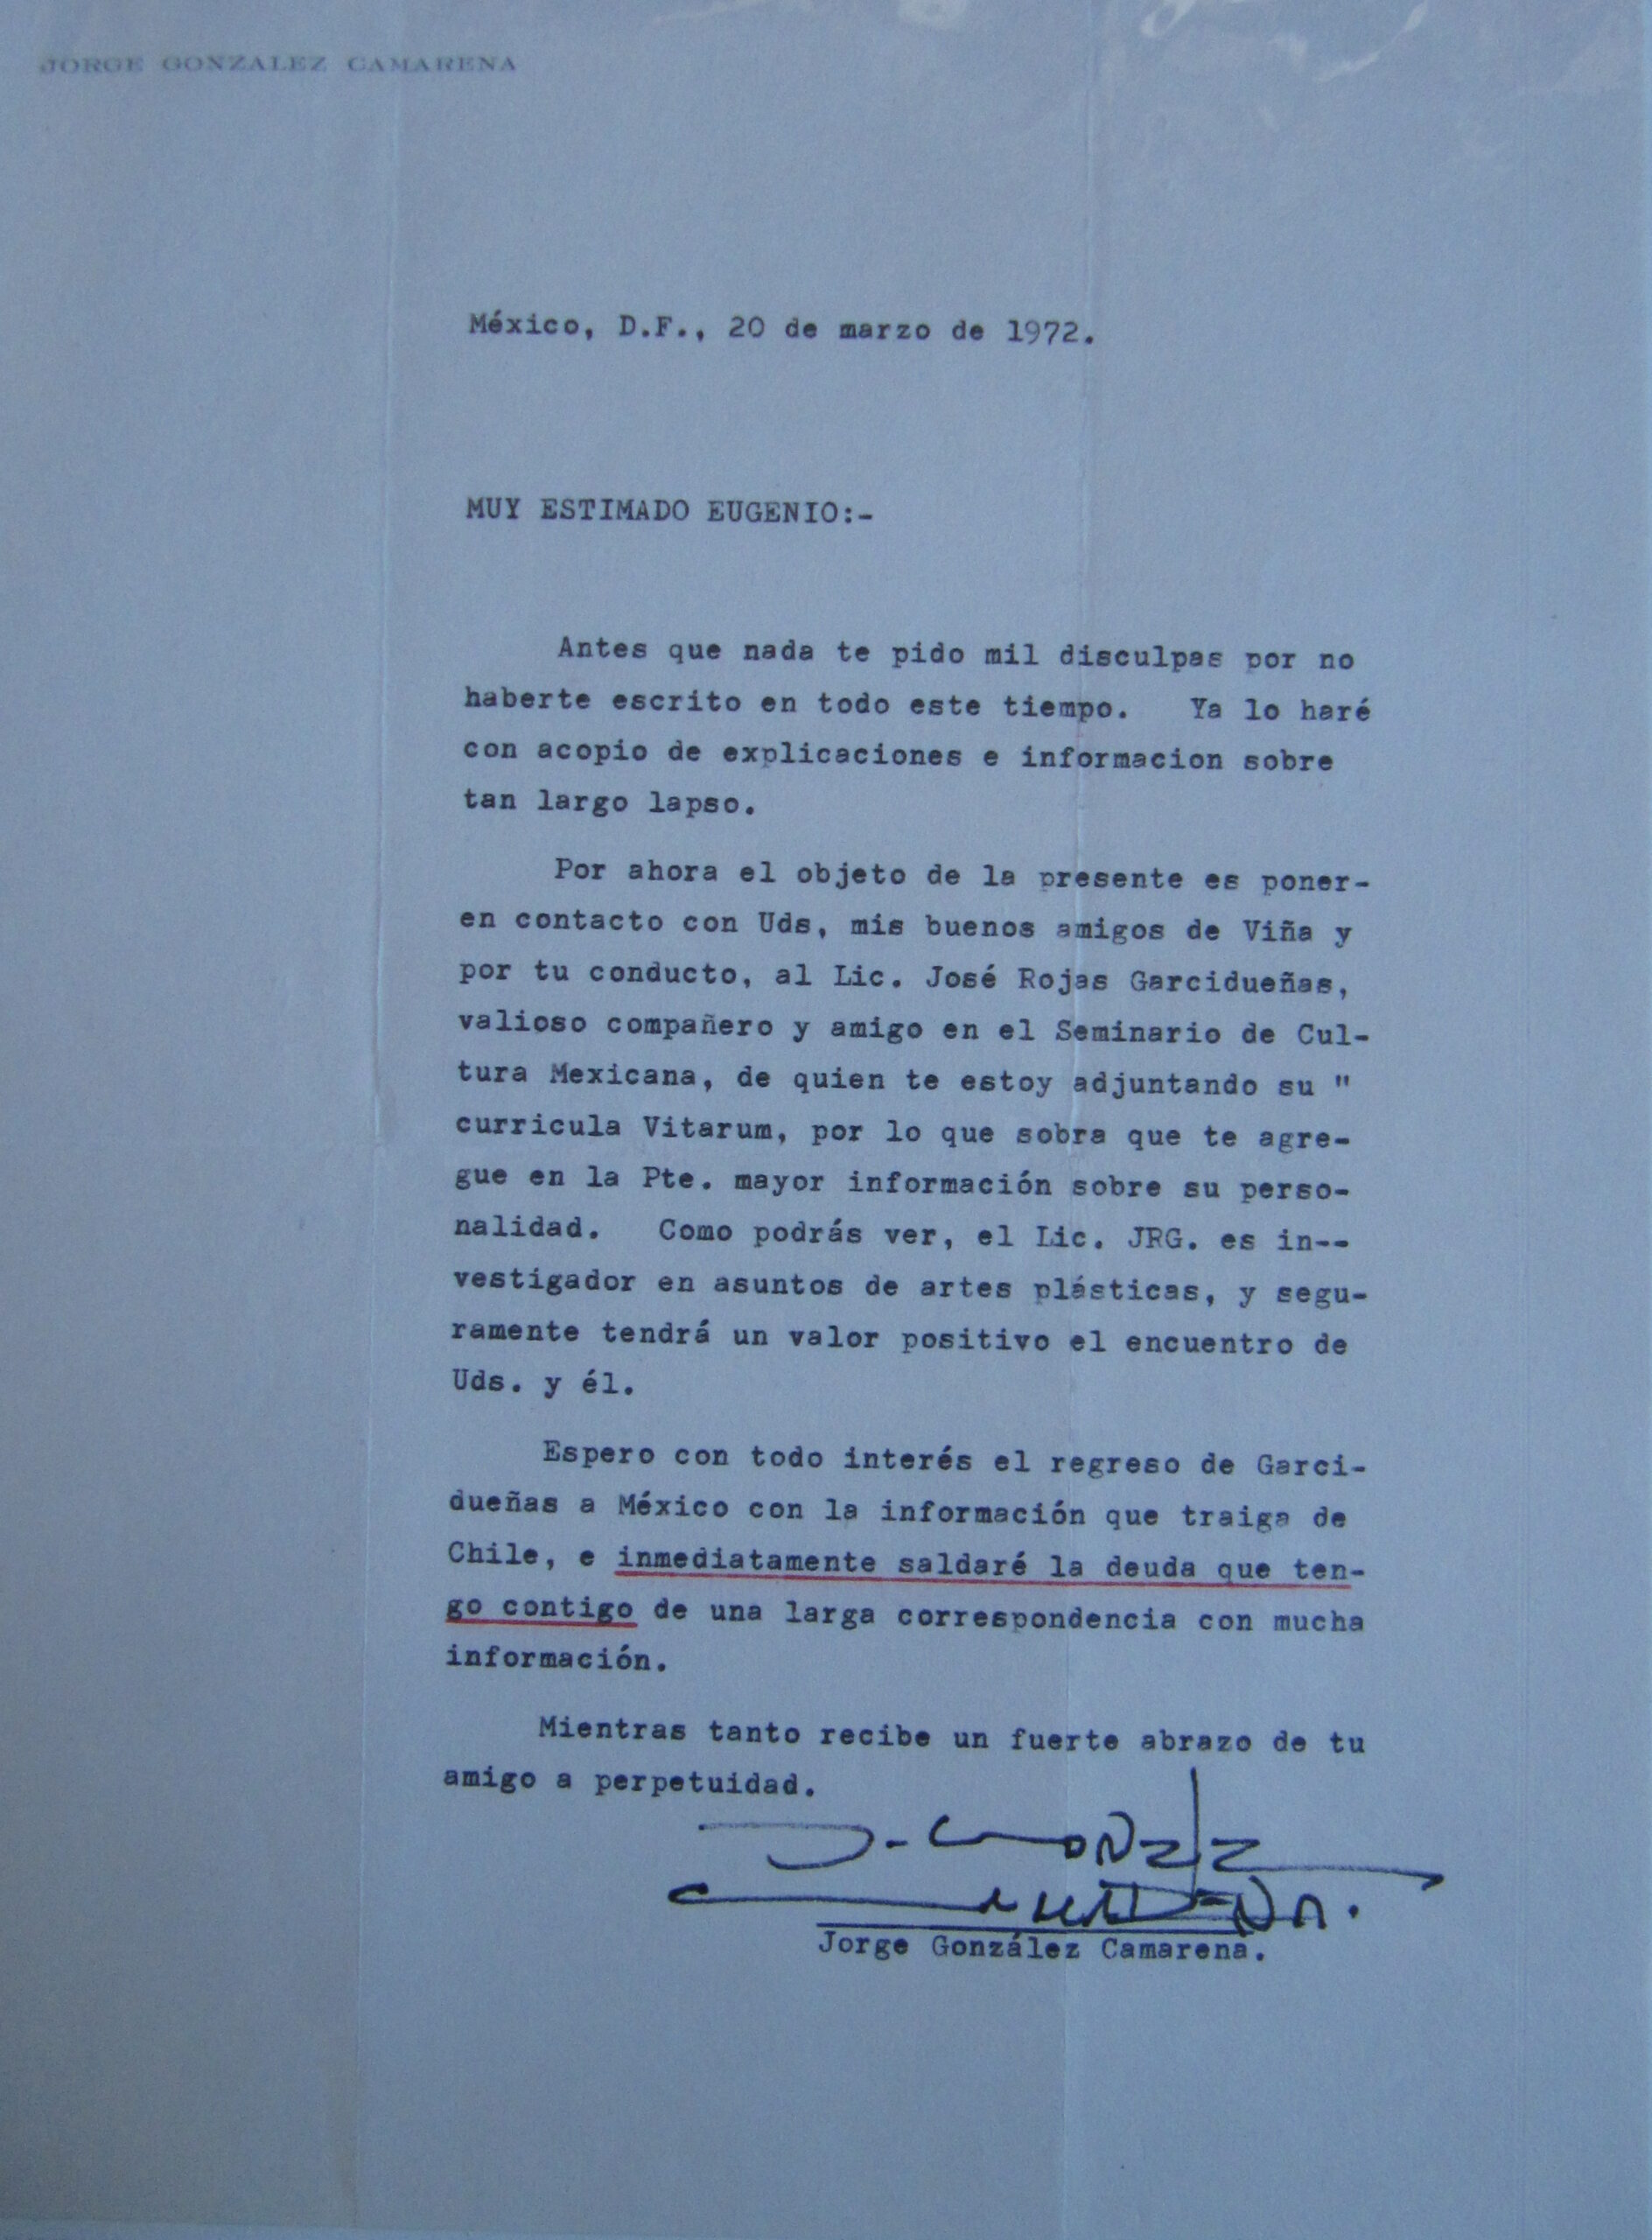 JORGE GONZALEZ CAMARENA
México, D.F., 20 de marzo de 1972.
MUY ESTIMADO EUGENIO:-
Antes que nada te pido mil disculpas por no
haberte escrito en todo este tiempo. Ya lo haré
con acopio de explicaciones e informacion sobre
tan largo lapso.
Por ahora el objeto de la presente es poner-
en contacto con Uds, mis buenos amigos de Viña y
por tu conducto, al Lic. José Rojas Garcidueñas,
valioso compañero y amigo en el Seminario de Cul-
tura Mexicana, de quien te estoy adjuntando su "
curricula Vitarum, por lo que sobra que te agre-
gue en la Pte. mayor información sobre su perso-
nalidad. Como podrás ver, el Lic. JRG. es in--
vestigador en asuntos de artes plásticas, y segu-
ramente tendrá un valor positivo el encuentro de
Uds. y él.
Espero con todo interés el regreso de Garci-
dueñas a México con la información que traiga de
Chile, e inmediatamente saldaré la deuda que ten-
go contigo de una larga correspondencia con mucha
información.
Mientras tanto recibe un fuerte abrazo de tu
amigo a perpetuidad.
Jorge González Camarena.